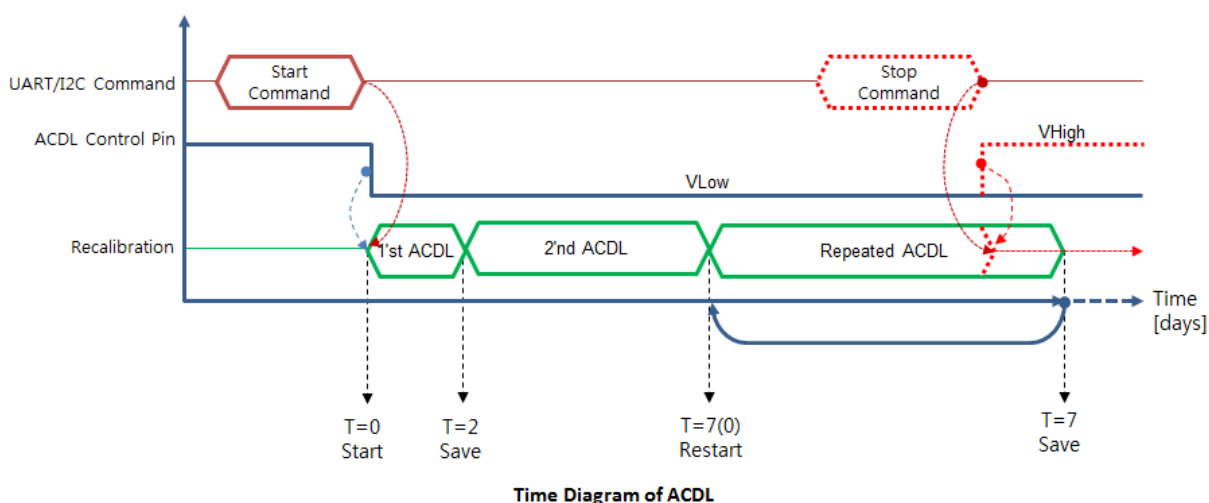 Start
Command
Stop
Command
UART/I2C Command
ACDL Control Pin
VHigh
VLow
Recalibration
1'st ACDL
2'nd ACDL
Repeated ACDL
Time
[days]
T=0
Start
T=2
Save
T=7(0)
Restart
T=7
Save
Time Diagram of ACDL